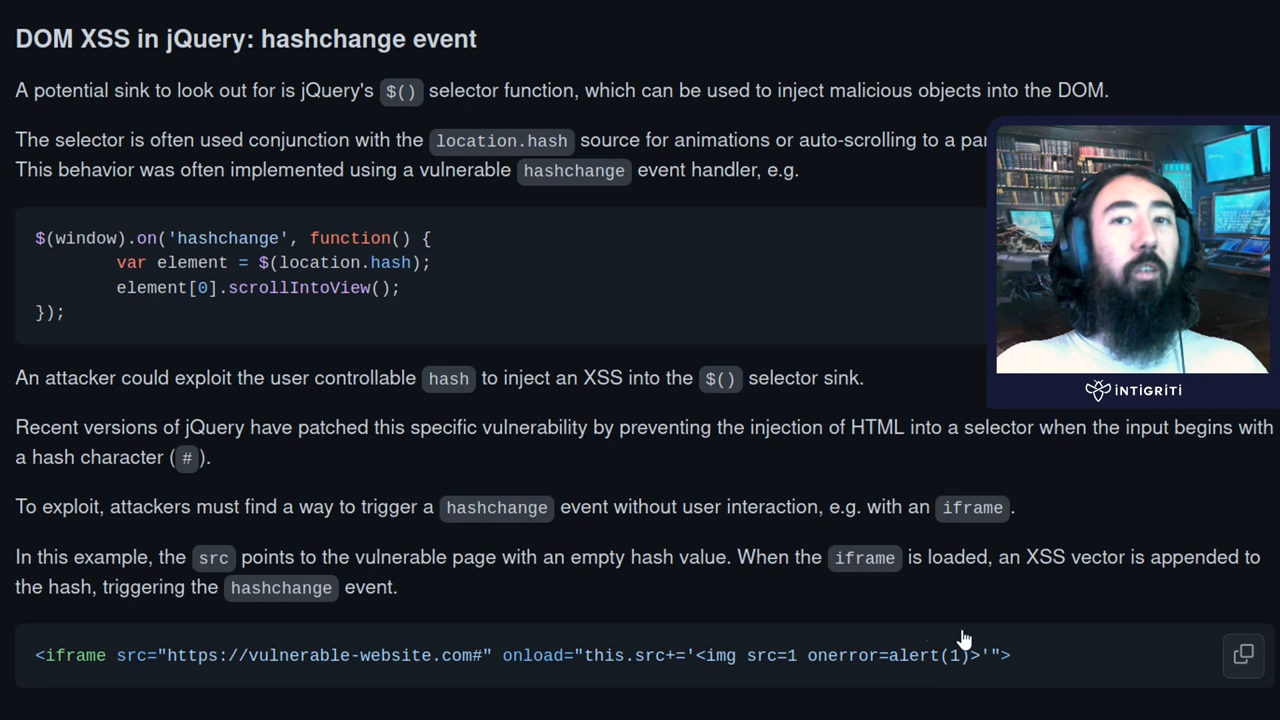 DOM XSS in jQuery: hashchange event
A potential sink to look out for is jQuery's $() selector function, which can be used to inject malicious objects into the DOM.
The selector is often used conjunction with the location.hash source for animations or auto-scrolling to a
This behavior was often implemented using a vulnerable hashchange event handler, e.g.
$(window).on('hashchange', function() {
var element = $(location.hash);
element[0].scrollIntoView();
});
INTIGRITI
An attacker could exploit the user controllable hash to inject an XSS into the $() selector sink.
Recent versions of jQuery have patched this specific vulnerability by preventing the injection of HTML into a selector when the input begins with
a hash character (#).
To exploit, attackers must find a way to trigger a hashchange event without user interaction, e.g. with an iframe.
In this example, the src points to the vulnerable page with an empty hash value. When the iframe is loaded, an XSS vector is appended to
the hash, triggering the hashchange event.
<iframe src="https://vulnerable-website.com#" onload="this.src+='<img src=1 onerror=alert(1)>'">